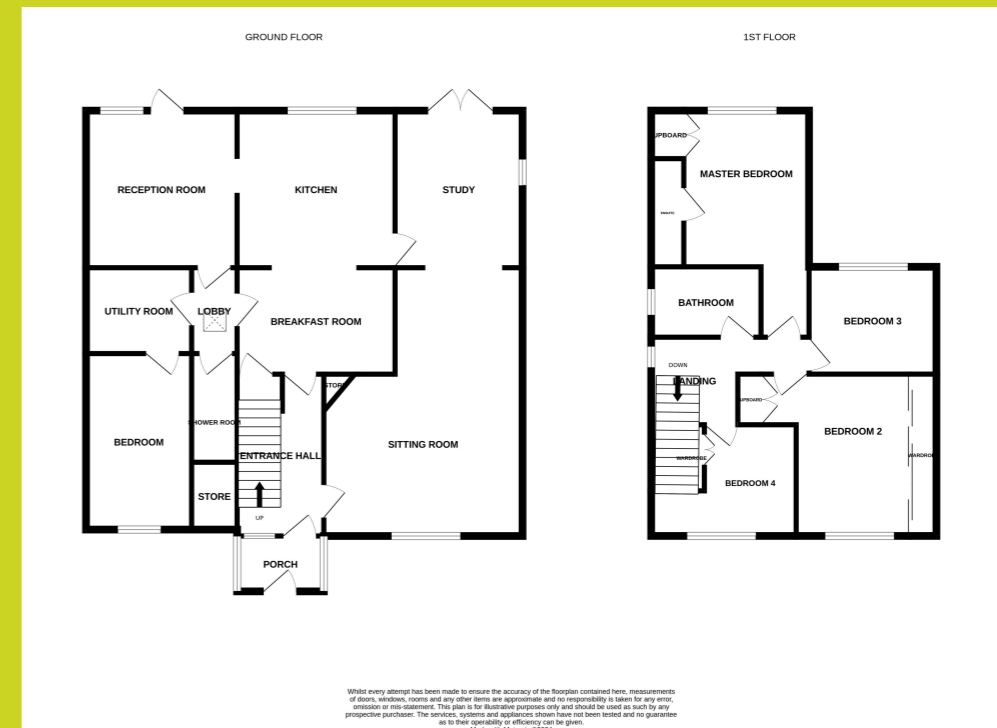 GROUND FLOOR
1ST FLOOR
RECEPTION ROOM
KITCHEN
STUDY
UTILITY ROOM
LOBBY
BREAKFAST ROOM
STORE
SHOWER ROOM
BEDROOM
ENTRANCE HALL
SITTING ROOM
STORE
UP
PORCH
UPBOARD
MASTER BEDROOM
ENSUITE
BATHROOM
BEDROOM 3
DOWN
LANDING
UPBOARD
BEDROOM 2
WARDROBE
WARDROB
BEDROOM 4
Whilst every attempt has been made to ensure the accuracy of the floorplan contained here, measurements
of doors, windows, rooms and any other items are approximate and no responsibility is taken for any error,
omission or mis-statement. This plan is for illustrative purposes only and should be used as such by any
prospective purchaser. The services, systems and appliances shown have not been tested and no guarantee
as to their operability or efficiency can be given.